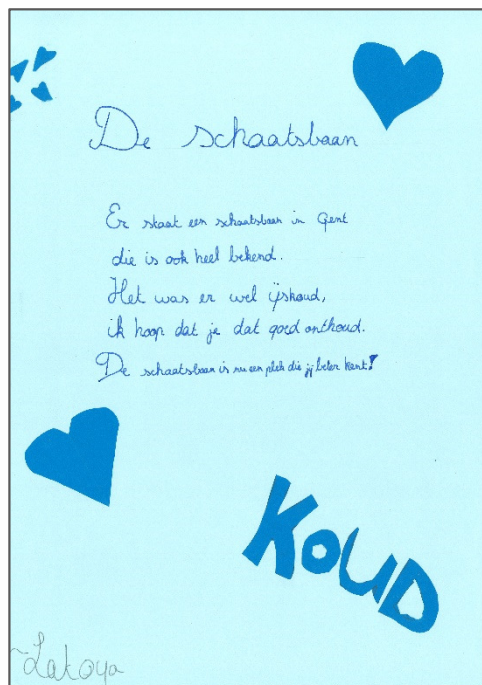 De schaatsbaan
Er staat een schaatsbaan in Gent
die is ook heel bekend.
Het was er wel ijskoud,
ik hoop dat je dat goed onthoud.
De schaatsbaan is nu een plek die jij beter kent!
KOUD
~Latoya